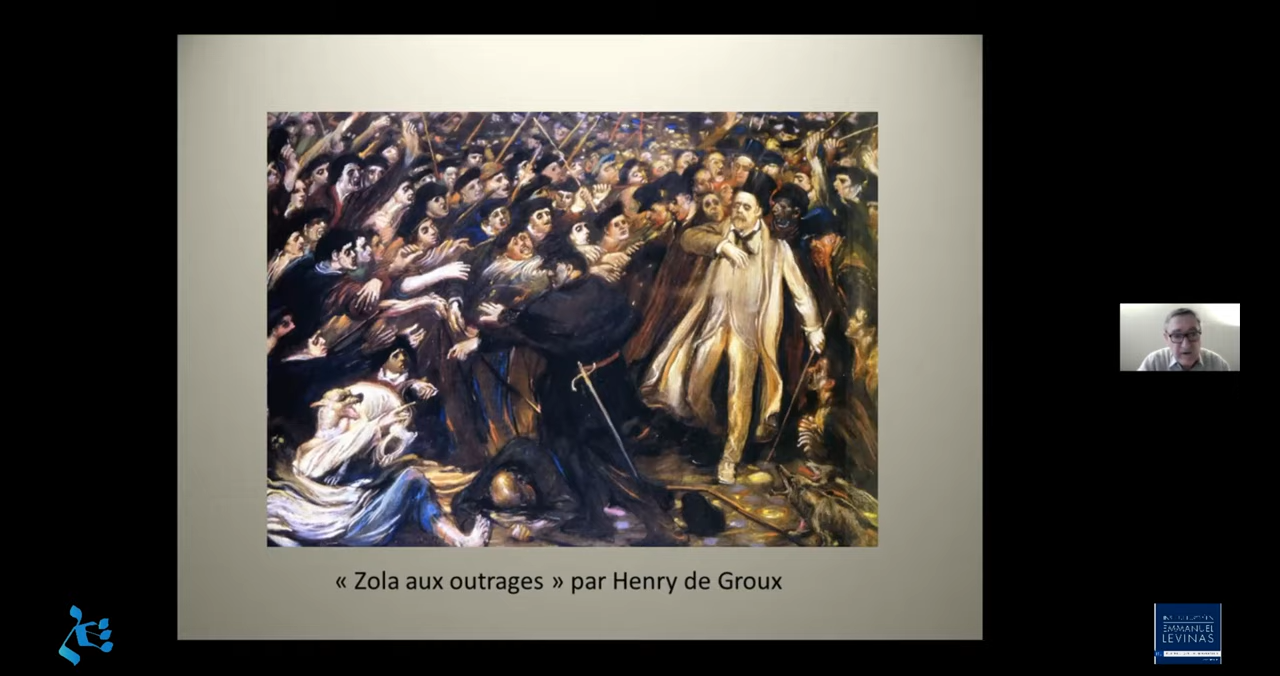 « Zola aux outrages » par Henry de Groux
EMMANUEL
LEVINAS